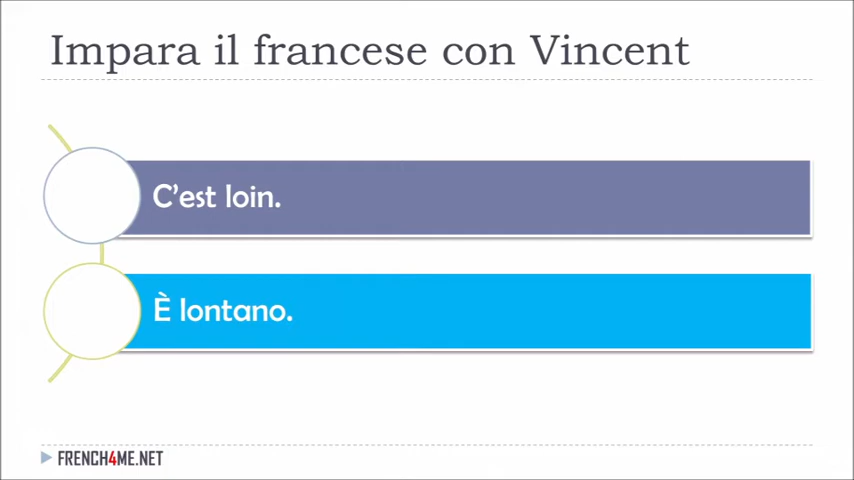 Impara il francese con Vincent
C'est loin.
È lontano.
FRENCH4ME.NET